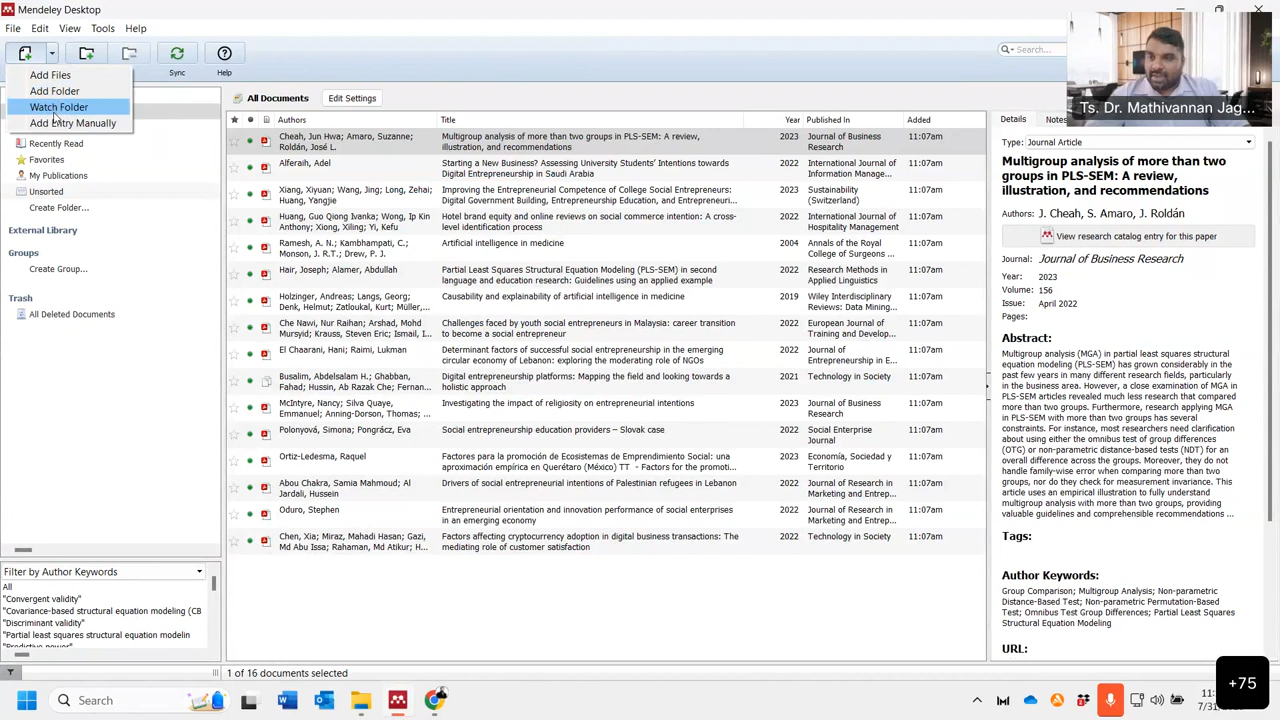 Mendeley Desktop
File Edit View Tools Help
Sync
Help
Search...
Add Files
Add Folder
Watch Folder
Add Entry Manually
Recently Read
Favorites
My Publications
Unsorted
Create Folder...
External Library
Groups
Create Group...
Trash
All Deleted Documents
Filter by Author Keywords
All
"Convergent validity"
"Covariance-based structural equation modeling (CB
"Discriminant validity"
"Partial least squares structural equation modelin
"Predictive power"
All Documents Edit Settings
Authors Title Year Published In Added
Cheah, Jun Hwa; Amaro, Suzanne; Multigroup analysis of more than two groups in PLS-SEM: A review, 2023 Journal of Business 11:07am
Roldán, José L. illustration, and recommendations Research
Alferaih, Adel Starting a New Business? Assessing University Students' Intentions towards 2022 International Journal of 11:07am
Digital Entrepreneurship in Saudi Arabia Information Manage...
Xiang, Xiyuan; Wang, Jing; Long, Zehai; Improving the Entrepreneurial Competence of College Social Entrepreneurs: 2023 Sustainability 11:07am
Huang, Yangjie Digital Government Building, Entrepreneurship Education, and Entrepreneuri... (Switzerland)
Huang, Guo Qiong Ivanka; Wong, Ip Kin Hotel brand equity and online reviews on social commerce intention: A cross- 2022 International Journal of 11:07am
Anthony; Xiong, Xiling; Yi, Kefu level identification process Hospitality Management
Ramesh, A. N.; Kambhampati, C.; Artificial intelligence in medicine 2004 Annals of the Royal 11:07am
Monson, J. R.T.; Drew, P. J. College of Surgeons ...
Hair, Joseph; Alamer, Abdullah Partial Least Squares Structural Equation Modeling (PLS-SEM) in second 2022 Research Methods in 11:07am
language and education research: Guidelines using an applied example Applied Linguistics
Holzinger, Andreas; Langs, Georg; Causability and explainability of artificial intelligence in medicine 2019 Wiley Interdisciplinary 11:07am
Denk, Helmut; Zatloukal, Kurt; Müller,... Reviews: Data Mining...
Che Nawi, Nur Raihan; Arshad, Mohd Challenges faced by youth social entrepreneurs in Malaysia: career transition 2022 European Journal of 11:07am
Mursyid; Krauss, Steven Eric; Ismail, I... to become a social entrepreneur Training and Develop...
El Chaarani, Hani; Raimi, Lukman Determinant factors of successful social entrepreneurship in the emerging 2022 Journal of 11:07am
circular economy of Lebanon: exploring the moderating role of NGOs Entrepreneurship in E...
Busalim, Abdelsalam H.; Ghabban, Digital entrepreneurship platforms: Mapping the field and looking towards a 2021 Technology in Society 11:07am
Fahad; Hussin, Ab Razak Che; Fernan... holistic approach
McIntyre, Nancy; Silva Quaye, Investigating the impact of religiosity on entrepreneurial intentions 2023 Journal of Business 11:07am
Emmanuel; Anning-Dorson, Thomas; ... Research
Polonyová, Simona; Pongrácz, Eva Social entrepreneurship education providers – Slovak case 2022 Social Enterprise 11:07am
Journal
Ortiz-Ledesma, Raquel Factores para la promoción de Ecosistemas de Emprendimiento Social: una 2023 Economía, Sociedad y 11:07am
aproximación empírica en Querétaro (México) TT - Factors for the promoti... Territorio
Abou Chakra, Samia Mahmoud; Al Drivers of social entrepreneurial intentions of Palestinian refugees in Lebanon 2022 Journal of Research in 11:07am
Jardali, Hussein Marketing and Entrep...
Oduro, Stephen Entrepreneurial orientation and innovation performance of social enterprises 2022 Journal of Research in 11:07am
in an emerging economy Marketing and Entrep...
Chen, Xia; Miraz, Mahadi Hasan; Gazi, Factors affecting cryptocurrency adoption in digital business transactions: The 2022 Technology in Society 11:07am
Md Abu Issa; Rahaman, Md Atikur; H... mediating role of customer satisfaction
1 of 16 documents selected
Ts. Dr. Mathivannan Jag...
Details Notes
Type: Journal Article
Multigroup analysis of more than two
groups in PLS-SEM: A review,
illustration, and recommendations
Authors: J. Cheah, S. Amaro, J. Roldán
View research catalog entry for this paper
Journal: Journal of Business Research
Year: 2023
Volume: 156
Issue: April 2022
Pages:
Abstract:
Multigroup analysis (MGA) in partial least squares structural
equation modeling (PLS-SEM) has grown considerably in the
past few years in many different research fields, particularly
in the business area. However, a close examination of MGA in
PLS-SEM articles revealed much less research that compared
more than two groups. Furthermore, research applying MGA
in PLS-SEM with more than two groups has several
constraints. For instance, most researchers need clarification
about using either the omnibus test of group differences
(OTG) or non-parametric distance-based tests (NDT) for an
overall difference across the groups. Moreover, they do not
handle family-wise error when comparing more than two
groups, nor do they check for measurement invariance. This
article uses an empirical illustration to fully understand
multigroup analysis with more than two groups, providing
valuable guidelines and comprehensible recommendations ...
Tags:
Author Keywords:
Group Comparison; Multigroup Analysis; Non-parametric
Distance-Based Test; Non-parametric Permutation-Based
Test; Omnibus Test Group Differences; Partial Least Squares
Structural Equation Modeling
URL:
+75
Search